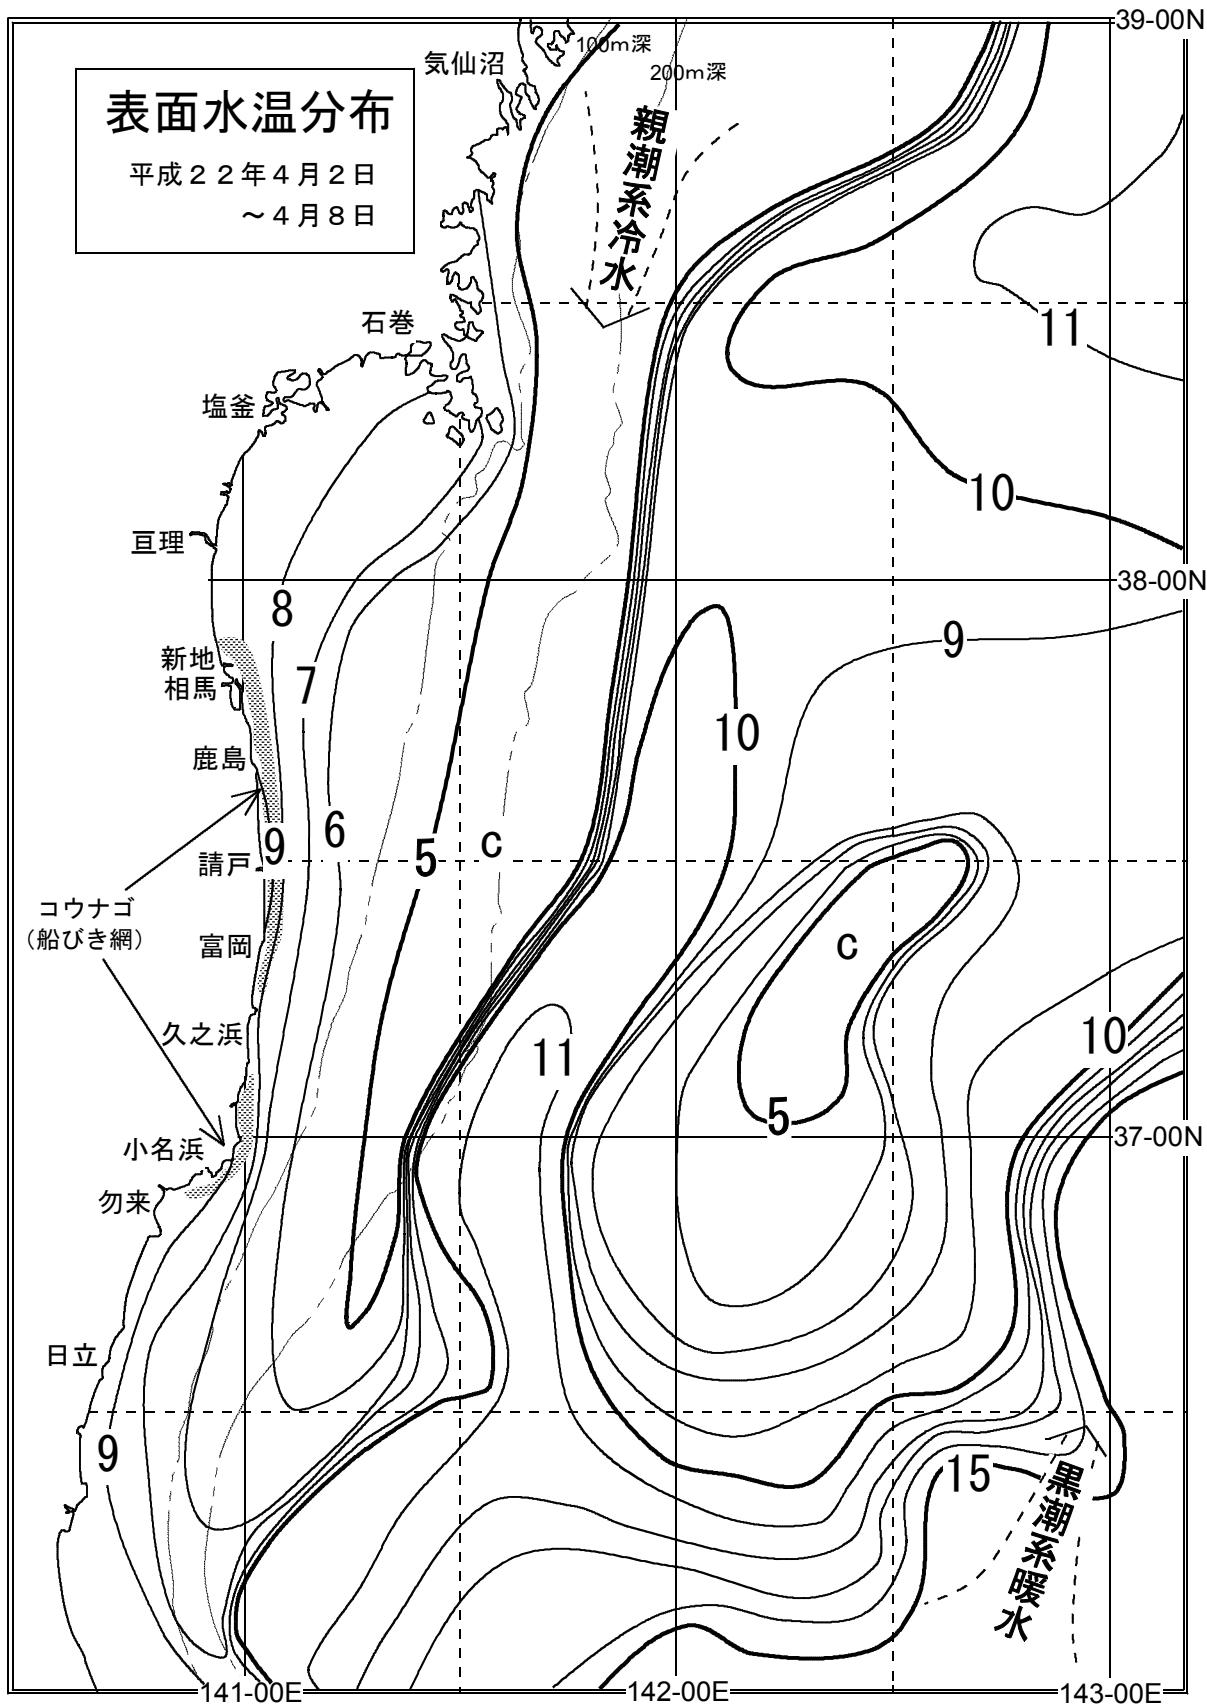 39-00N
100m深
気仙沼
200m深
表面水温分布
平成２２年４月２日
～４月８日
親潮系冷水
石巻
11
塩釜
10
亘理
38-00N
8
9
新地
7
相馬
10
鹿島
6
9
5
c
請戸
コウナゴ
（船びき網）
富岡
c
久之浜
10
11
5
小名浜
37-00N
勿来
日立
9
15
黒潮系暖水
141-00E
142-00E
143-00E